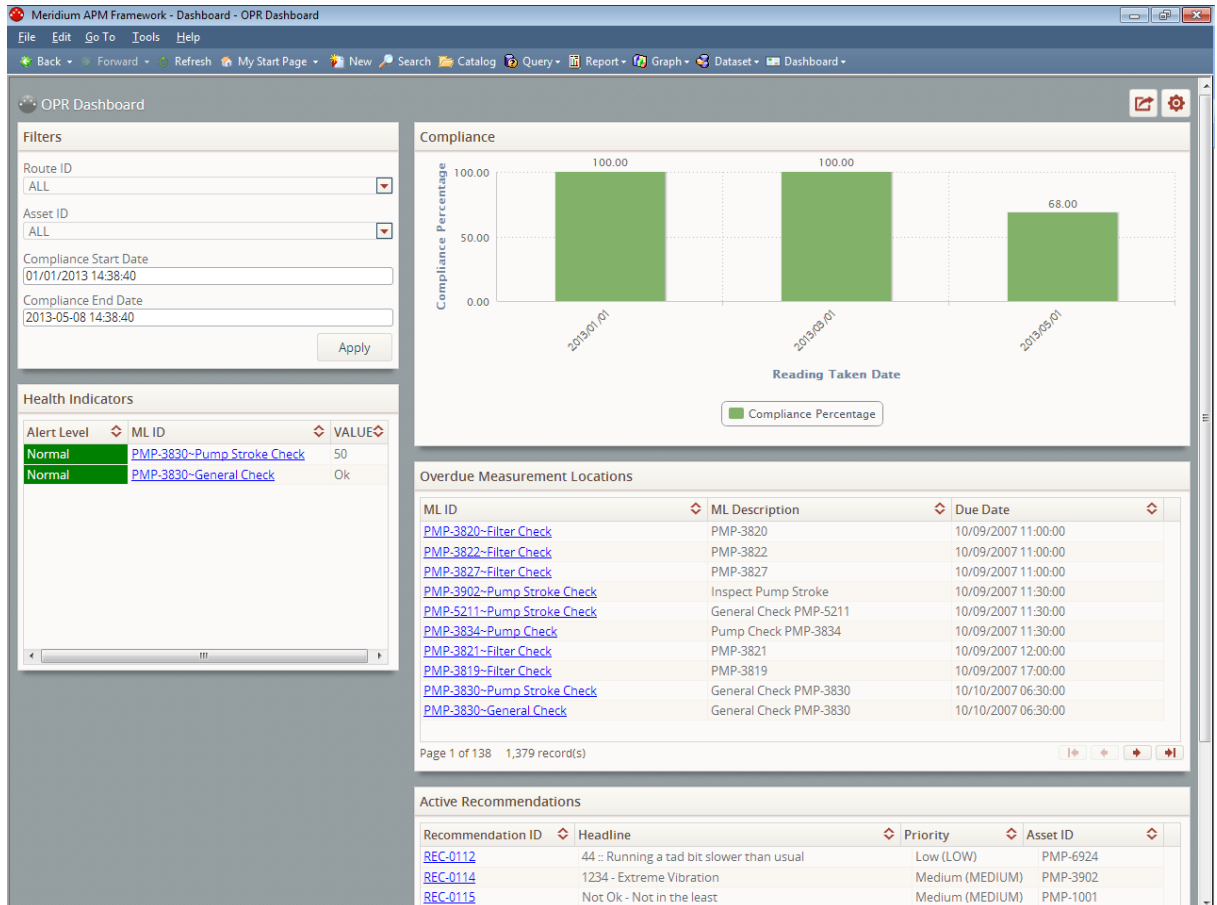 Meridium APM Framework - Dashboard - OPR Dashboard
File Edit Go To Tools Help
Back Forward Refresh My Start Page New Search Catalog Query Report Graph Dataset Dashboard
OPR Dashboard
Filters
Route ID
ALL
Asset ID
ALL
Compliance Start Date
01/01/2013 14:38:40
Compliance End Date
2013-05-08 14:38:40
Apply
Health Indicators
Alert Level ML ID VALUE
Normal PMP-3830~Pump Stroke Check 50
Normal PMP-3830~General Check Ok
Compliance
Compliance Percentage
100.00
50.00
0.00
100.00 100.00 68.00
2013/01/01 2013/03/01 2013/05/01
Reading Taken Date
Compliance Percentage
Overdue Measurement Locations
ML ID ML Description Due Date
PMP-3820~Filter Check PMP-3820 10/09/2007 11:00:00
PMP-3822~Filter Check PMP-3822 10/09/2007 11:00:00
PMP-3827~Filter Check PMP-3827 10/09/2007 11:00:00
PMP-3902~Pump Stroke Check Inspect Pump Stroke 10/09/2007 11:30:00
PMP-5211~Pump Stroke Check General Check PMP-5211 10/09/2007 11:30:00
PMP-3834~Pump Check Pump Check PMP-3834 10/09/2007 11:30:00
PMP-3821~Filter Check PMP-3821 10/09/2007 12:00:00
PMP-3819~Filter Check PMP-3819 10/09/2007 17:00:00
PMP-3830~Pump Stroke Check General Check PMP-3830 10/10/2007 06:30:00
PMP-3830~General Check General Check PMP-3830 10/10/2007 06:30:00
Page 1 of 138 1,379 record(s)
Active Recommendations
Recommendation ID Headline Priority Asset ID
REC-0112 44 :: Running a tad bit slower than usual Low (LOW) PMP-6924
REC-0114 1234 - Extreme Vibration Medium (MEDIUM) PMP-3902
REC-0115 Not Ok - Not in the least Medium (MEDIUM) PMP-1001